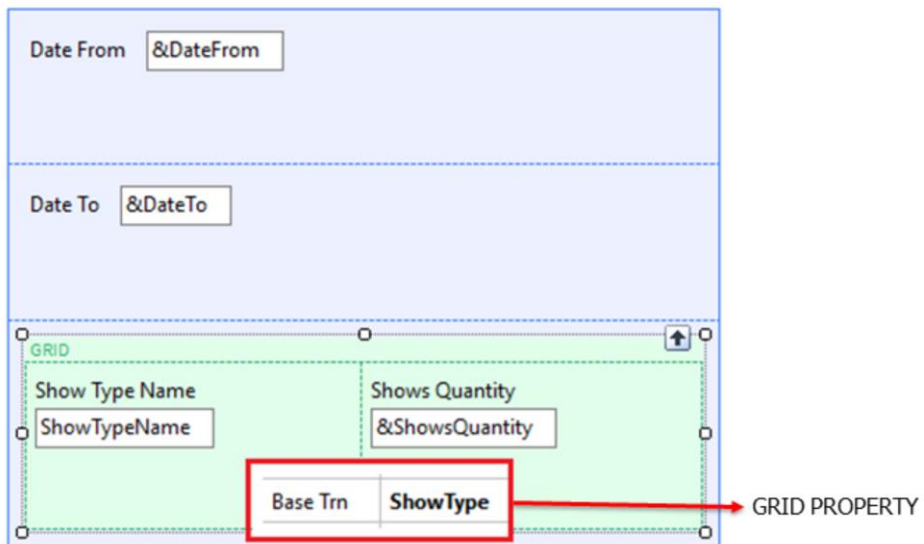 Date From &DateFrom
Date To &DateTo
GRID
Show Type Name Shows Quantity
ShowTypeName &ShowsQuantity
Base Trn ShowType GRID PROPERTY